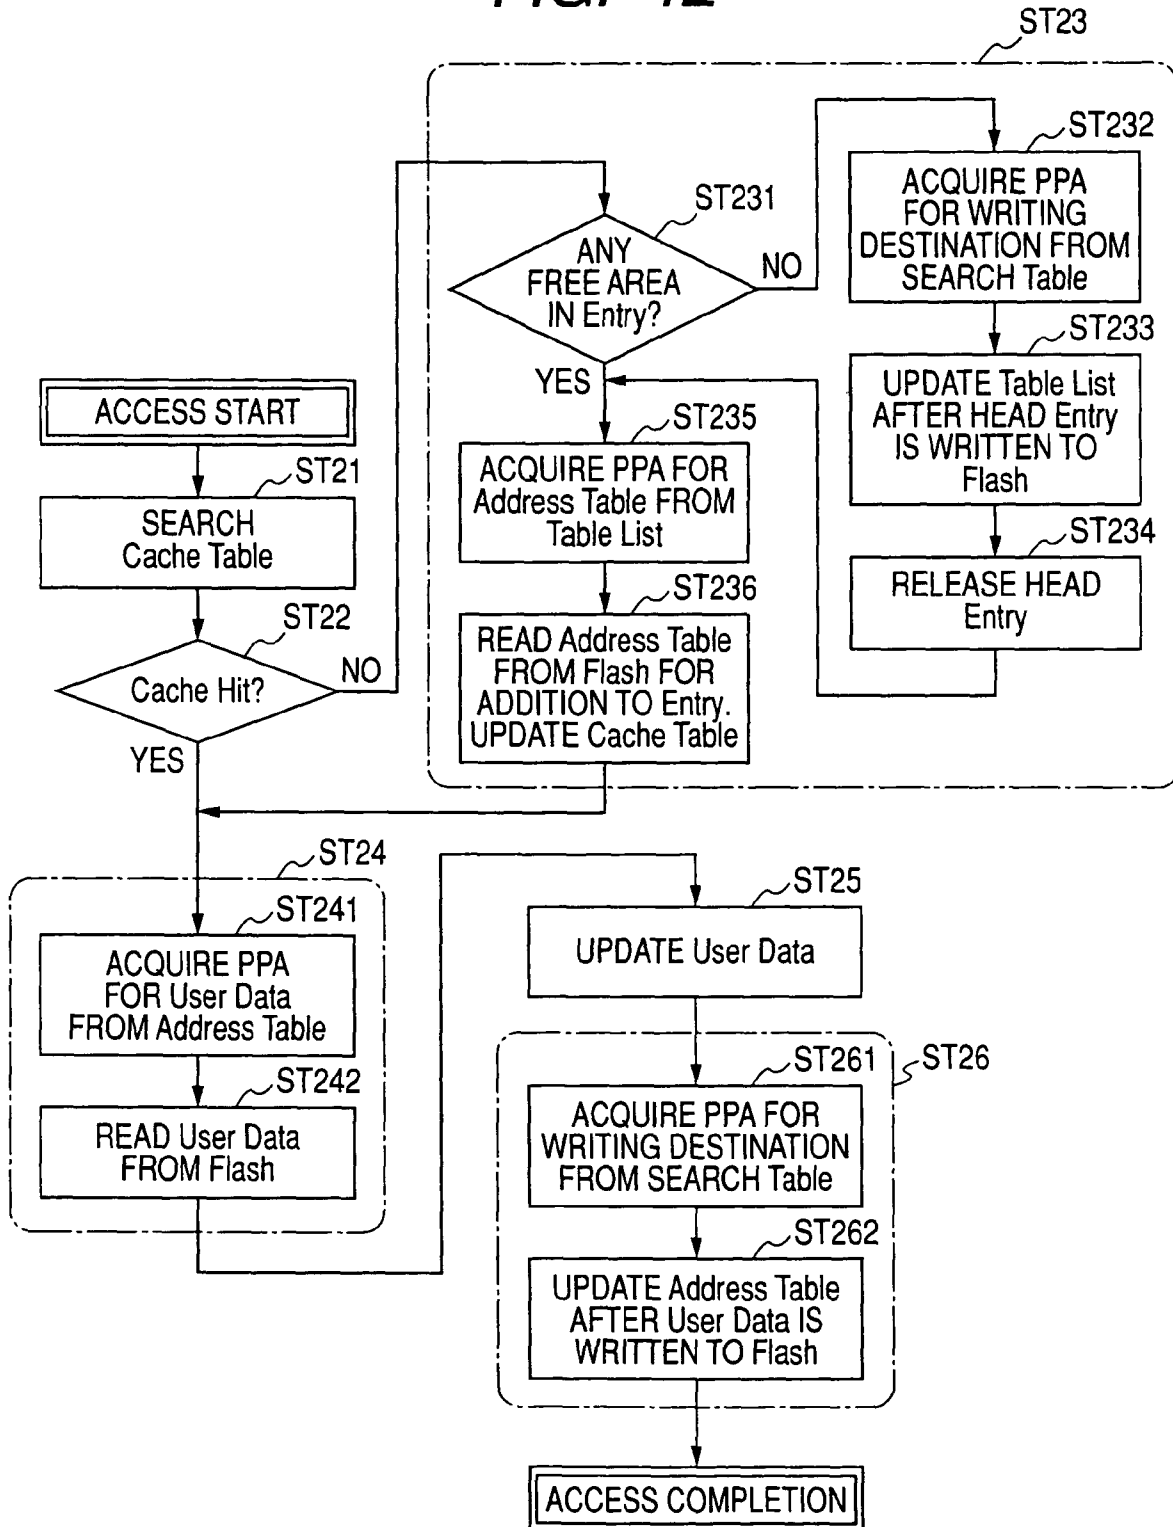 FIG. 12
ST23
ST232
ACQUIRE PPA
FOR WRITING
DESTINATION FROM
SEARCH Table
ST231
ANY
FREE AREA
IN Entry?
NO
YES
ST233
UPDATE Table List
AFTER HEAD Entry
IS WRITTEN TO
Flash
ST234
RELEASE HEAD
Entry
ST235
ACQUIRE PPA FOR
Address Table FROM
Table List
ST236
READ Address Table
FROM Flash FOR
ADDITION TO Entry.
UPDATE Cache Table
ACCESS START
ST21
SEARCH
Cache Table
ST22
Cache Hit?
NO
YES
ST24
ST241
ACQUIRE PPA
FOR User Data
FROM Address Table
ST242
READ User Data
FROM Flash
ST25
UPDATE User Data
ST26
ST261
ACQUIRE PPA FOR
WRITING DESTINATION
FROM SEARCH Table
ST262
UPDATE Address Table
AFTER User Data IS
WRITTEN TO Flash
ACCESS COMPLETION